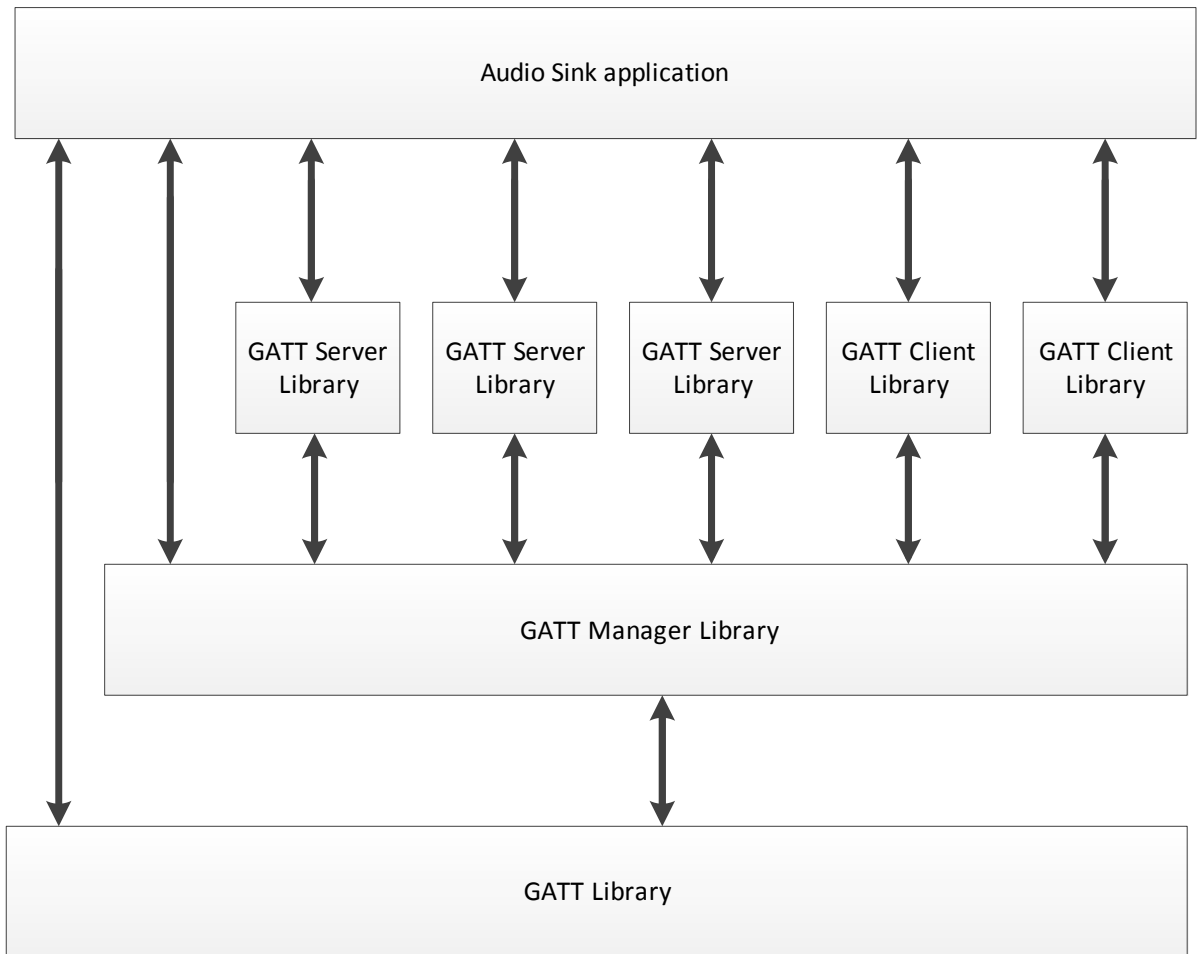 Audio Sink application
GATT Server
Library
GATT Server
Library
GATT Server
Library
GATT Client
Library
GATT Client
Library
GATT Manager Library
GATT Library